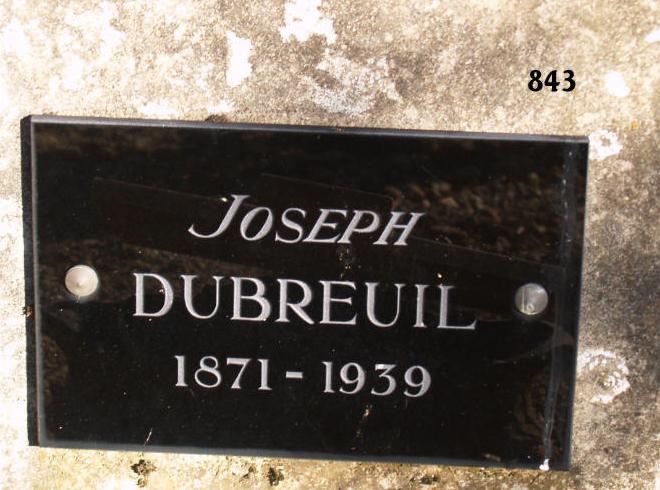 843
Joseph
DUBREUIL
1871 - 1939